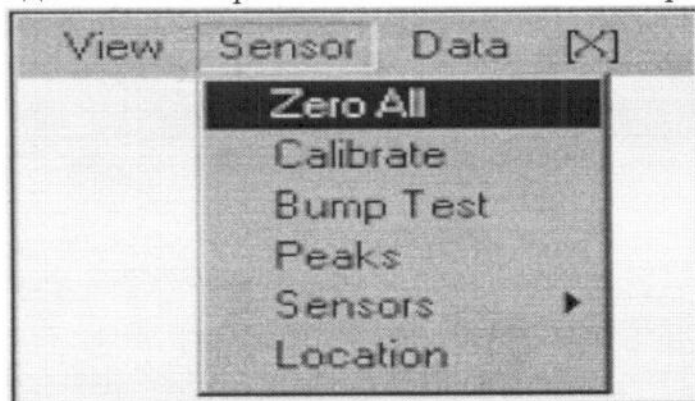 View Sensor Data [X]
Zero All
Calibrate
Bump Test
Peaks
Sensors ▶
Location